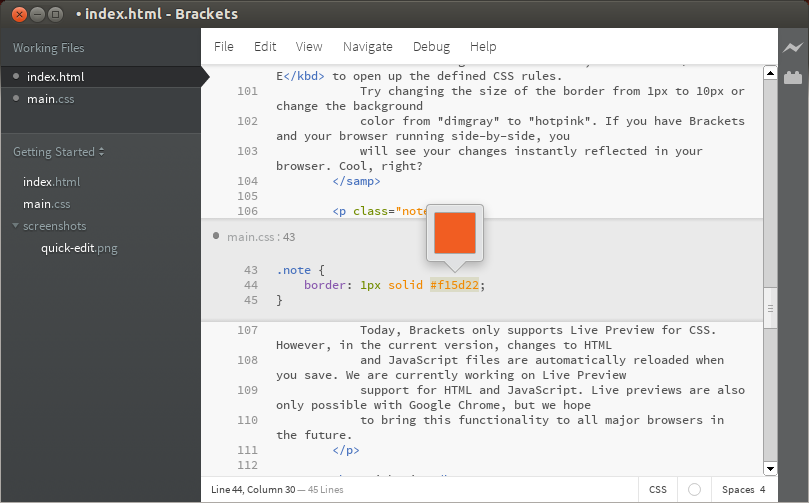 • index.html - Brackets
File Edit View Navigate Debug Help
Working Files
index.html
main.css
Getting Started
index.html
main.css
screenshots
quick-edit.png
E</kbd> to open up the defined CSS rules.
101 Try changing the size of the border from 1px to 10px or
change the background
102 color from "dimgray" to "hotpink". If you have Brackets
and your browser running side-by-side, you
103 will see your changes instantly reflected in your
browser. Cool, right?
104 </samp>
105
106 <p class="note
main.css : 43
43 .note {
44 border: 1px solid #f15d22;
45 }
107 Today, Brackets only supports Live Preview for CSS.
However, in the current version, changes to HTML
108 and JavaScript files are automatically reloaded when
you save. We are currently working on Live Preview
109 support for HTML and JavaScript. Live previews are also
only possible with Google Chrome, but we hope
110 to bring this functionality to all major browsers in
the future.
111 </p>
112
Line 44, Column 30 — 45 Lines
CSS
Spaces 4